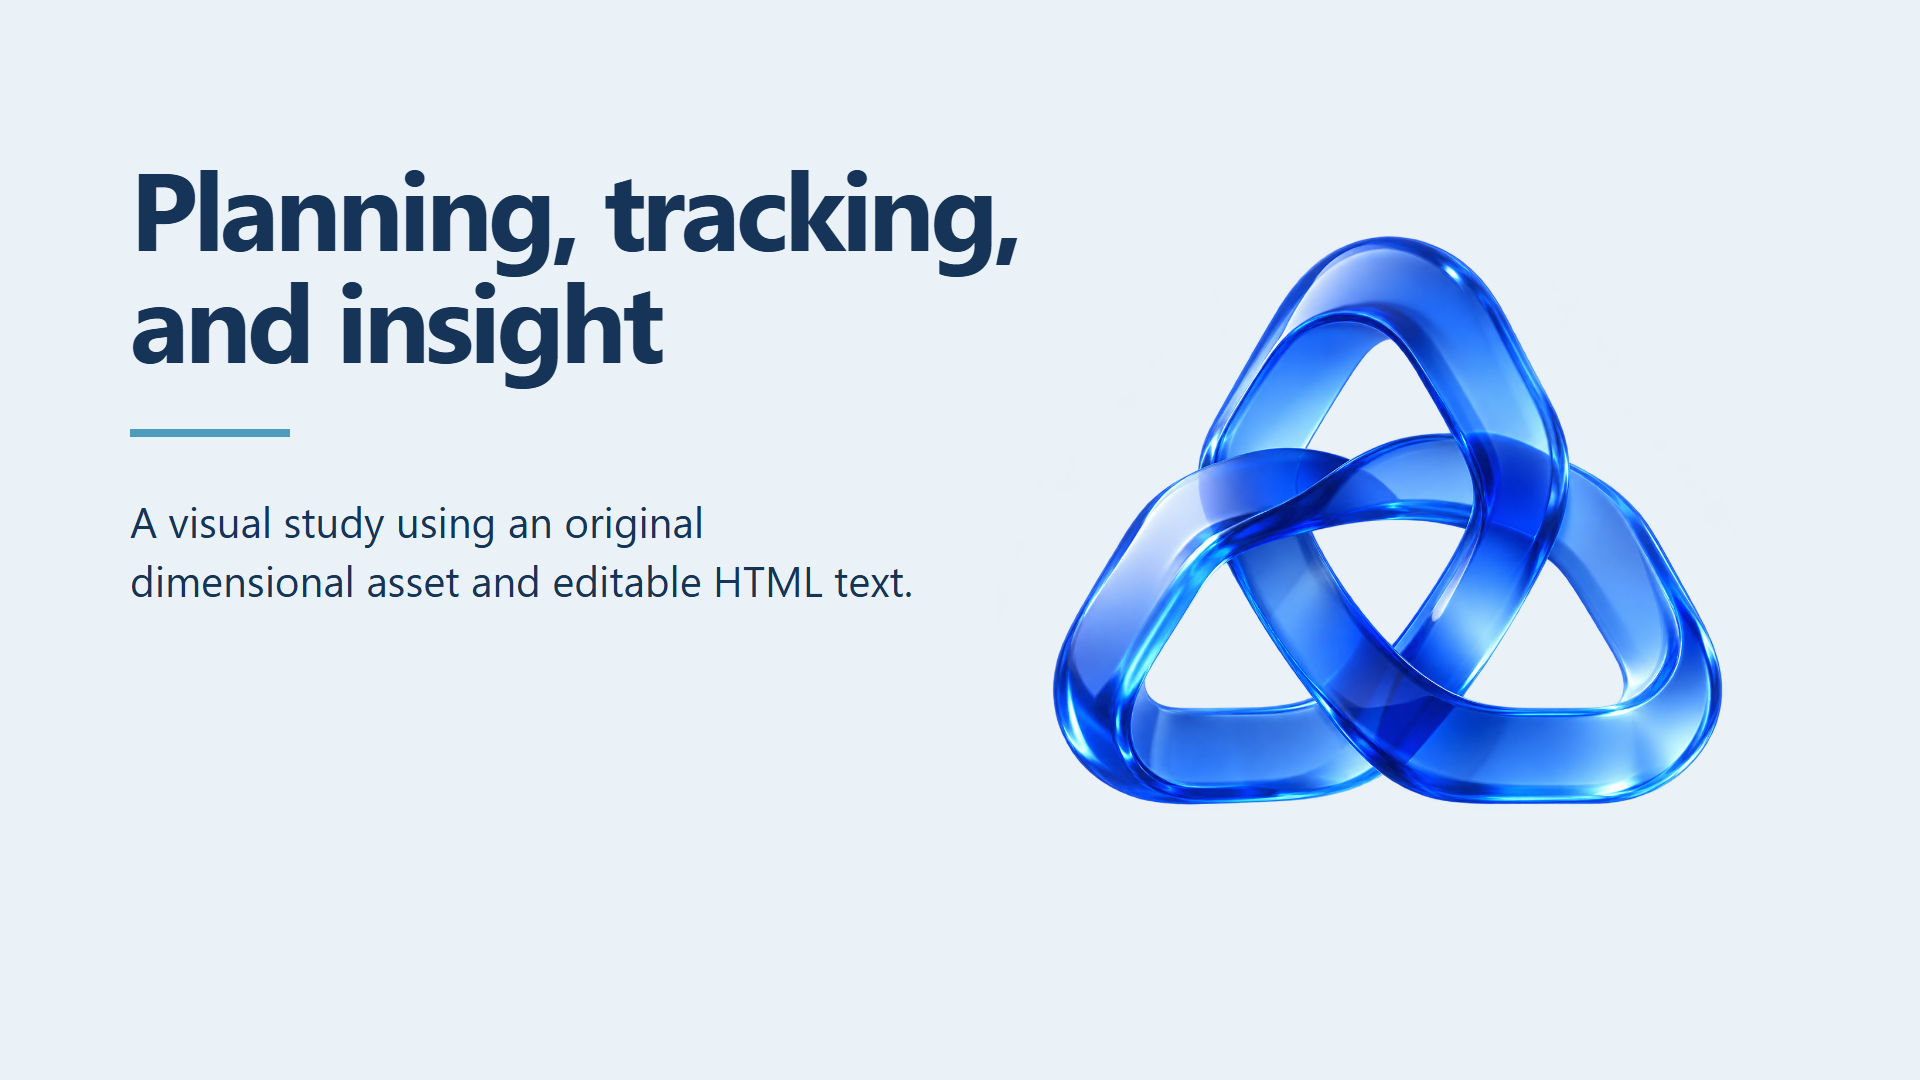 Planning, tracking,
and insight
A visual study using an original
dimensional asset and editable HTML text.